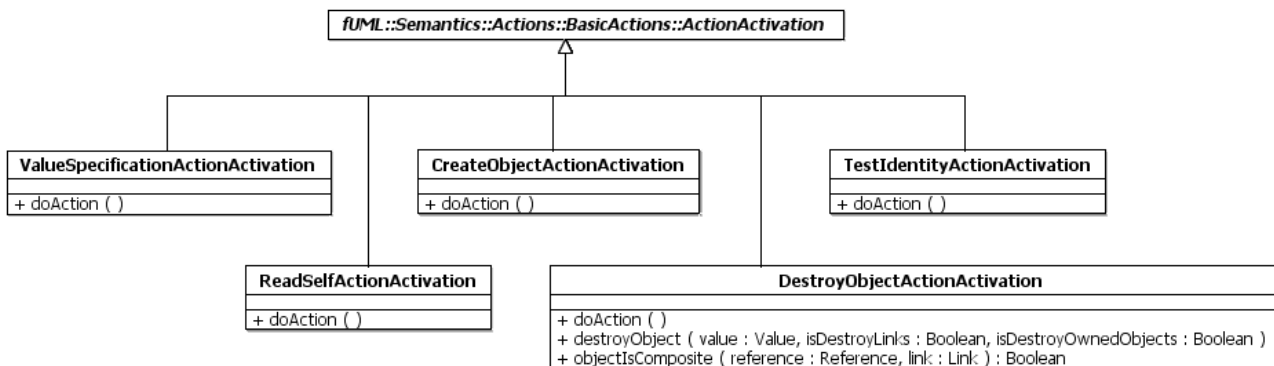 fUML::Semantics::Actions::BasicActions::ActionActivation
ValueSpecificationActionActivation
+ doAction ( )
CreateObjectActionActivation
+ doAction ( )
TestIdentityActionActivation
+ doAction ( )
ReadSelfActionActivation
+ doAction ( )
DestroyObjectActionActivation
+ doAction ( )
+ destroyObject ( value : Value, isDestroyLinks : Boolean, isDestroyOwnedObjects : Boolean )
+ objectIsComposite ( reference : Reference, link : Link ) : Boolean